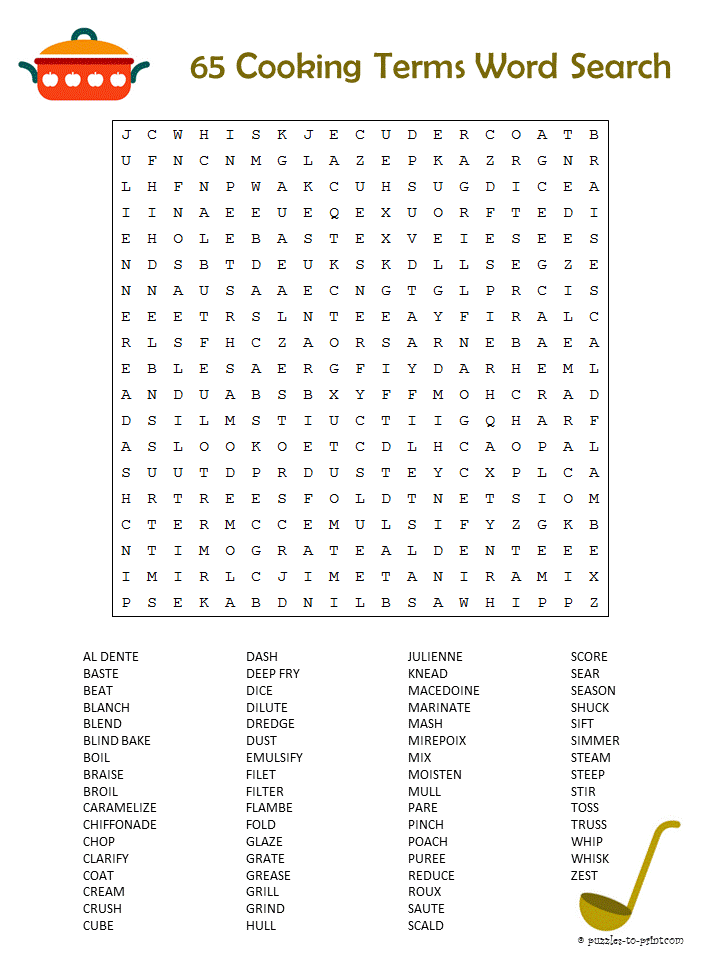 65 Cooking Terms Word Search
J C W H I S K J E C U D E R C O A T B
U F N C N M G L A Z E P K A Z R G N R
L H F N P W A K C U H S U G D I C E A
I I N A E E U E Q E X U O R F T E D I
E H O L E B A S T E X V E I E S E E S
N D S B T D E U K S K D L L S E G Z E
N N A U S A A E C N G T G L P R C I S
E E E T R S L N T E E A Y F I R A L C
R L S F H C Z A O R S A R N E B A E A
E B L E S A E R G F I Y D A R H E M L
A N D U A B S B X Y F F M O H C R A D
D S I L M S T I U C T I I G Q H A R F
A S L O O K O E T C D L H C A O P A L
S U U T D P R D U S T E Y C X P L C A
H R T R E E S F O L D T N E T S I O M
C T E R M C C E M U L S I F Y Z G K B
N T I M O G R A T E A L D E N T E E E
I M I R L C J I M E T A N I R A M I X
P S E K A B D N I L B S A W H I P P Z
AL DENTE DASH JULIENNE SCORE
BASTE DEEP FRY KNEAD SEAR
BEAT DICE MACEDOINE SEASON
BLANCH DILUTE MARINATE SHUCK
BLEND DREDGE MASH SIFT
BLIND BAKE DUST MIREPOIX SIMMER
BOIL EMULSIFY MIX STEAM
BRAISE FILET MOISTEN STEEP
BROIL FILTER MULL STIR
CARAMELIZE FLAMBE PARE TOSS
CHIFFONADE FOLD PINCH TRUSS
CHOP GLAZE POACH WHIP
CLARIFY GRATE PUREE WHISK
COAT GREASE REDUCE ZEST
CREAM GRILL ROUX
CRUSH GRIND SAUTE
CUBE HULL SCALD
© puzzles-to-print.com